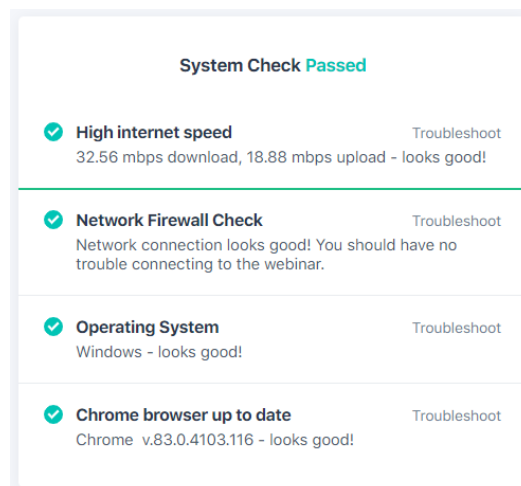 System Check Passed
High internet speed
Troubleshoot
32.56 mbps download, 18.88 mbps upload - looks good!
Network Firewall Check
Troubleshoot
Network connection looks good! You should have no
trouble connecting to the webinar.
Operating System
Troubleshoot
Windows - looks good!
Chrome browser up to date
Troubleshoot
Chrome v.83.0.4103.116 - looks good!